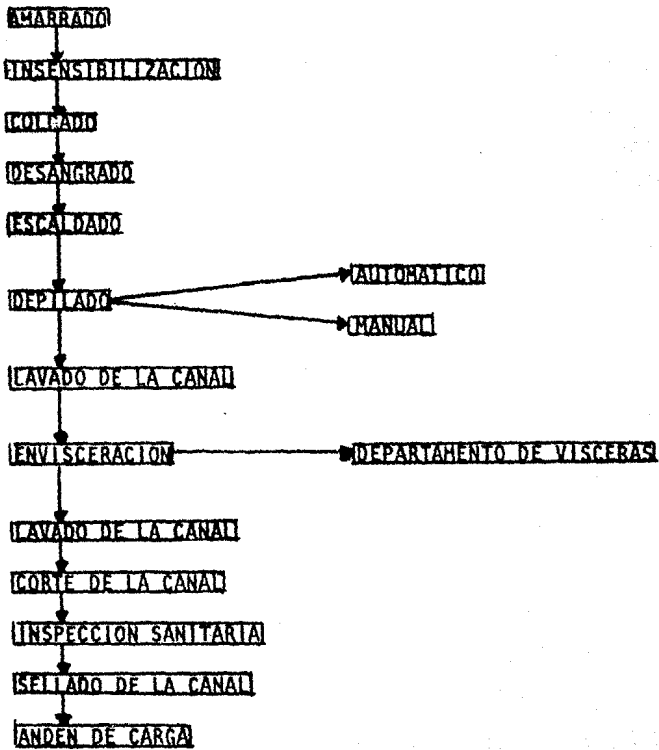 AMARRADO
INSENSIBILIZACION
COLGADO
DESANGRADO
ESCALDADO
AUTOMATICO
DEPILADO
MANUAL
LAVADO DE LA CANAL
ENVISCERACION
DEPARTAMENTO DE VISCERAS
LAVADO DE LA CANAL
CORTE DE LA CANAL
INSPECCION SANITARIA
SELLADO DE LA CANAL
ANDEN DE CARGA